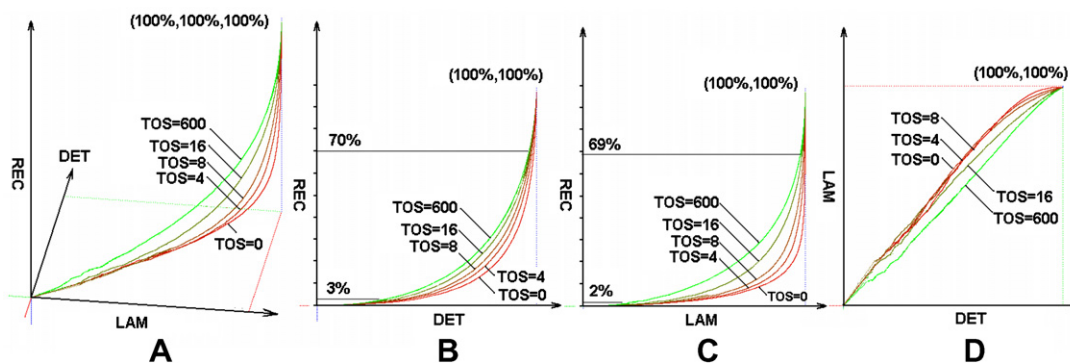 (100%,100%,100%)
TOS=600
TOS=16
TOS=8
TOS=4
TOS=0
REC
DET
LAM
A
(100%,100%)
70%
TOS=600
TOS=16
TOS=8
TOS=4
TOS=0
3%
REC
DET
B
(100%,100%)
69%
TOS=600
TOS=16
TOS=8
TOS=4
TOS=0
2%
REC
LAM
C
(100%,100%)
TOS=8
TOS=4
TOS=0
TOS=16
TOS=600
LAM
DET
D